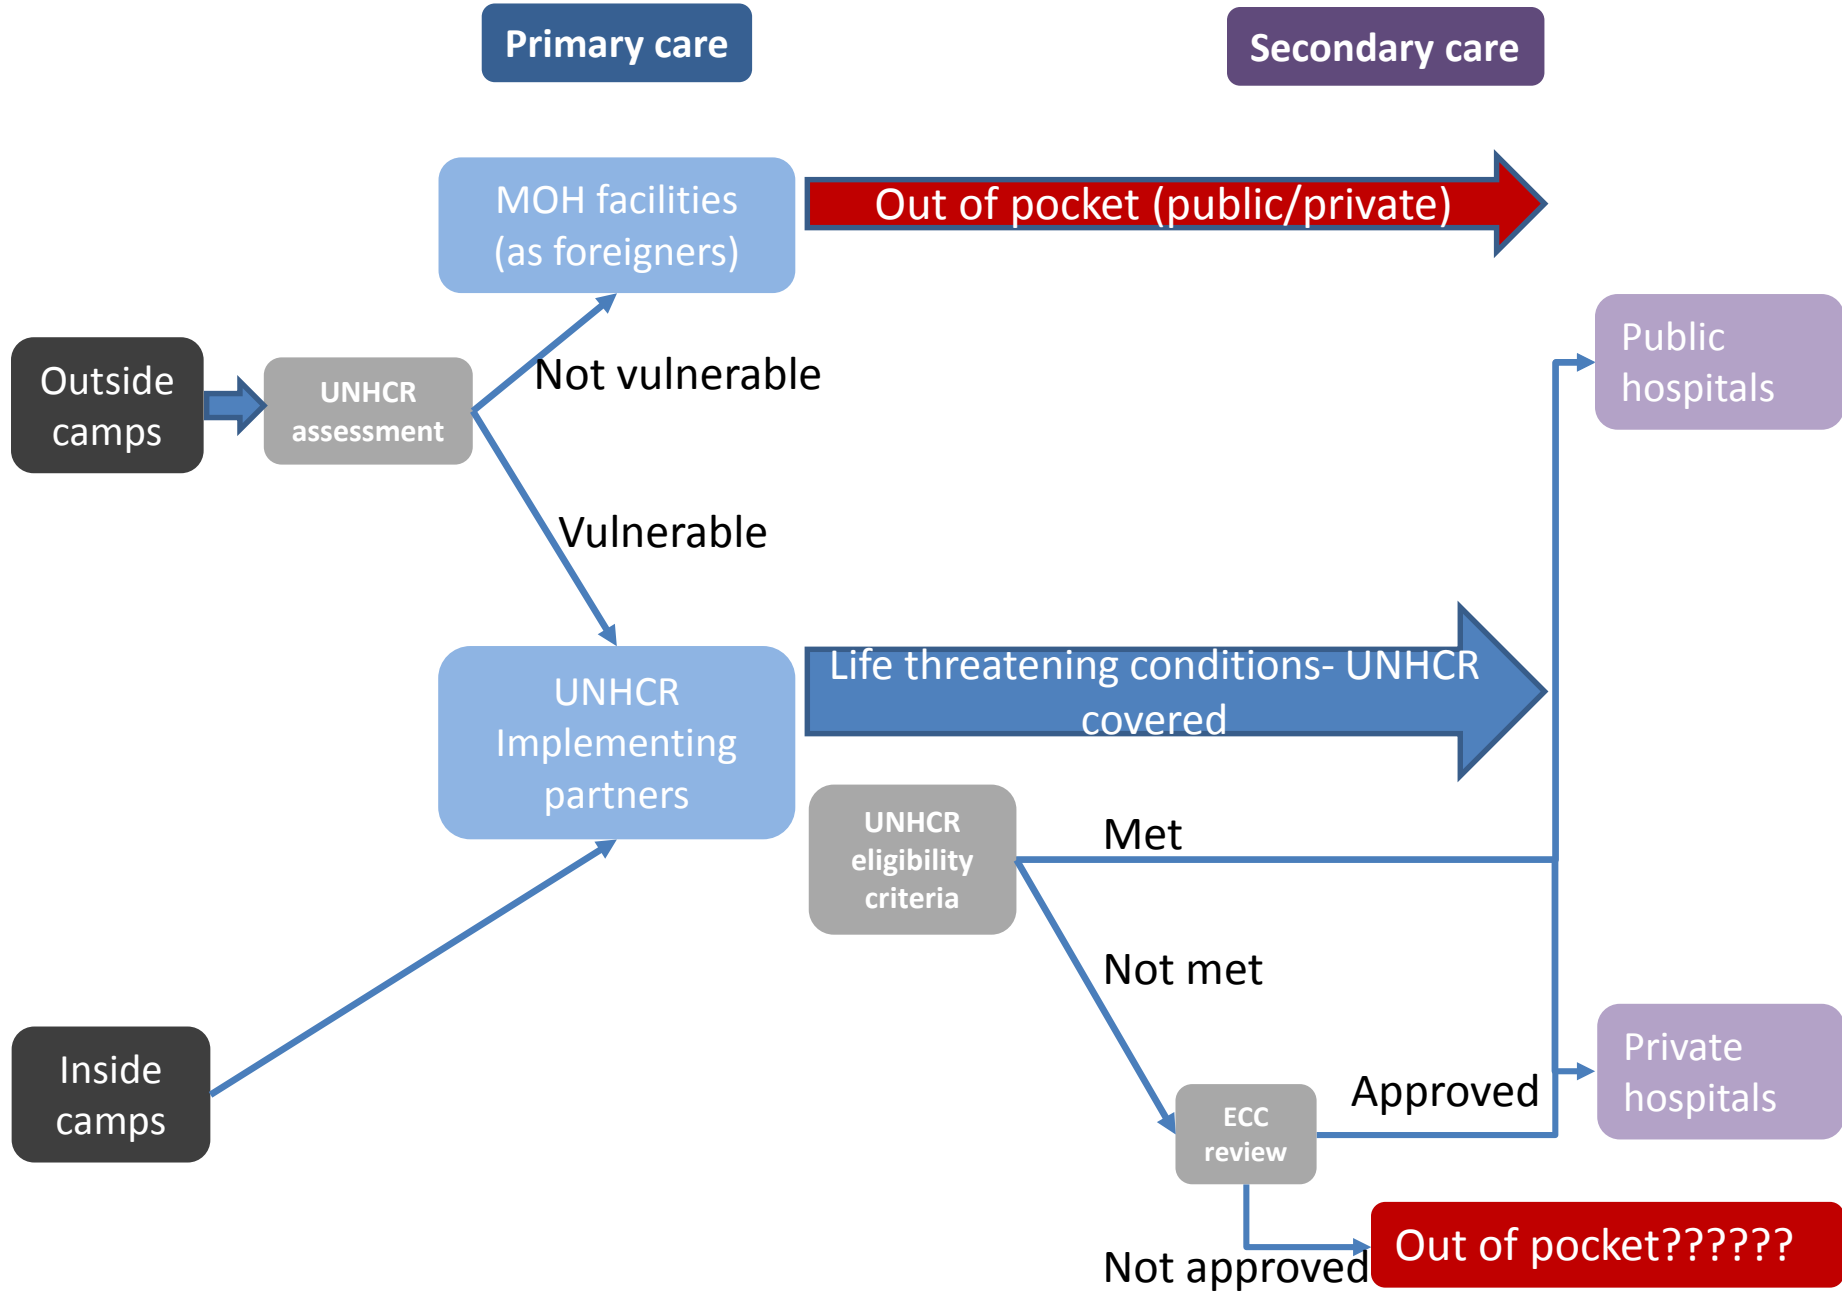 Primary care
Secondary care
MOH facilities
(as foreigners)
Out of pocket (public/private)
Outside
camps
UNHCR
assessment
Not vulnerable
Public
hospitals
Vulnerable
UNHCR
Implementing
partners
Life threatening conditions- UNHCR
covered
UNHCR
eligibility
criteria
Met
Not met
Inside
camps
ECC
review
Approved
Private
hospitals
Not approved
Out of pocket??????